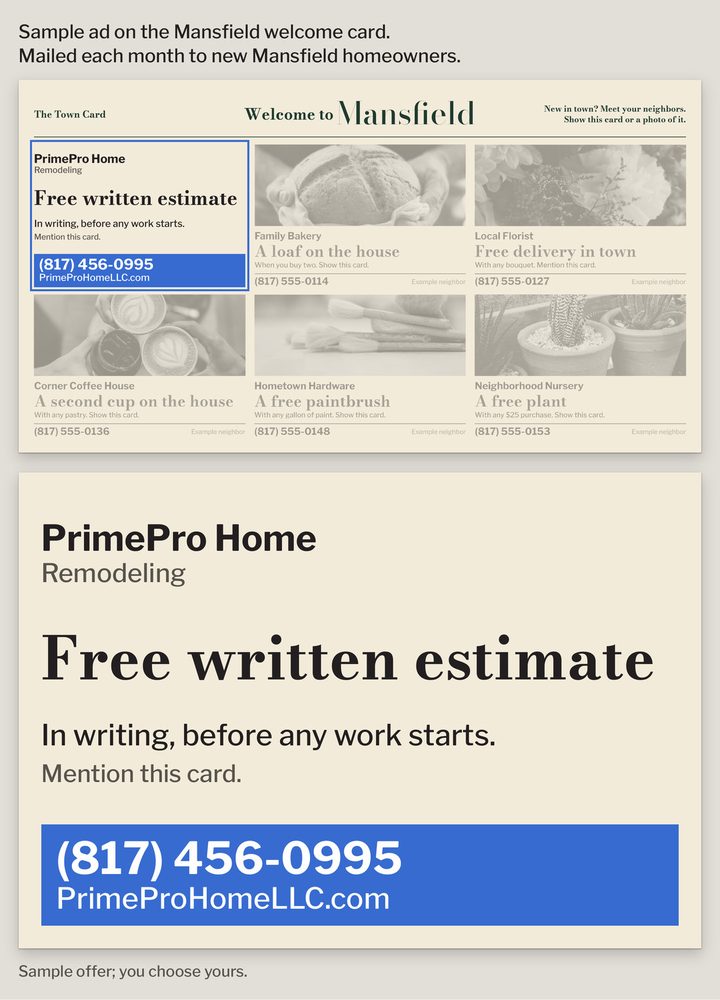 Sample ad on the Mansfield welcome card.
Mailed each month to new Mansfield homeowners.
The Town Card
Welcome to Mansfield
New in town? Meet your neighbors.
Show this card or a photo of it.
PrimePro Home
Remodeling
Free written estimate
In writing, before any work starts.
Mention this card.
(817) 456-0995
PrimeProHomeLLC.com
Family Bakery
A loaf on the house
When you buy two. Show this card.
(817) 555-0114
Example neighbor
Local Florist
Free delivery in town
With any bouquet. Mention this card.
(817) 555-0127
Example neighbor
Corner Coffee House
A second cup on the house
With any pastry. Show this card.
(817) 555-0136
Example neighbor
Hometown Hardware
A free paintbrush
With any gallon of paint. Show this card.
(817) 555-0148
Example neighbor
Neighborhood Nursery
A free plant
With any $25 purchase. Show this card.
(817) 555-0153
Example neighbor
PrimePro Home
Remodeling
Free written estimate
In writing, before any work starts.
Mention this card.
(817) 456-0995
PrimeProHomeLLC.com
Sample offer; you choose yours.